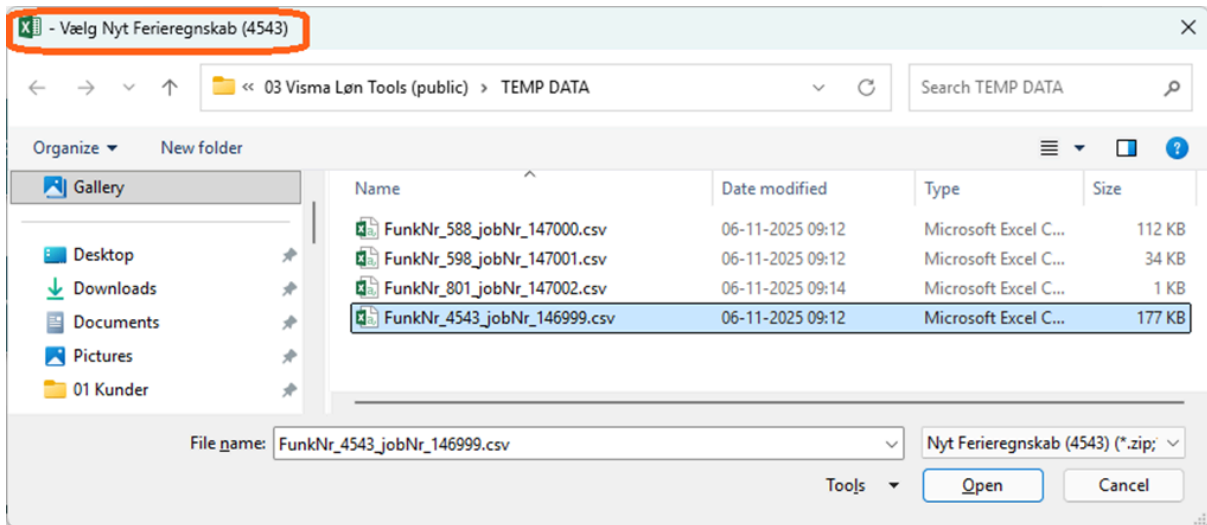 - Vælg Nyt Ferieregnskab (4543)
« 03 Visma Løn Tools (public) › TEMP DATA
Search TEMP DATA
Organize
New folder
Gallery
Name Date modified Type Size
FunkNr_588_jobNr_147000.csv 06-11-2025 09:12 Microsoft Excel C... 112 KB
FunkNr_598_jobNr_147001.csv 06-11-2025 09:12 Microsoft Excel C... 34 KB
FunkNr_801_jobNr_147002.csv 06-11-2025 09:14 Microsoft Excel C... 1 KB
FunkNr_4543_jobNr_146999.csv 06-11-2025 09:12 Microsoft Excel C... 177 KB
Desktop
Downloads
Documents
Pictures
01 Kunder
File name: FunkNr_4543_jobNr_146999.csv
Nyt Ferieregnskab (4543) (*.zip;
Tools
Open
Cancel